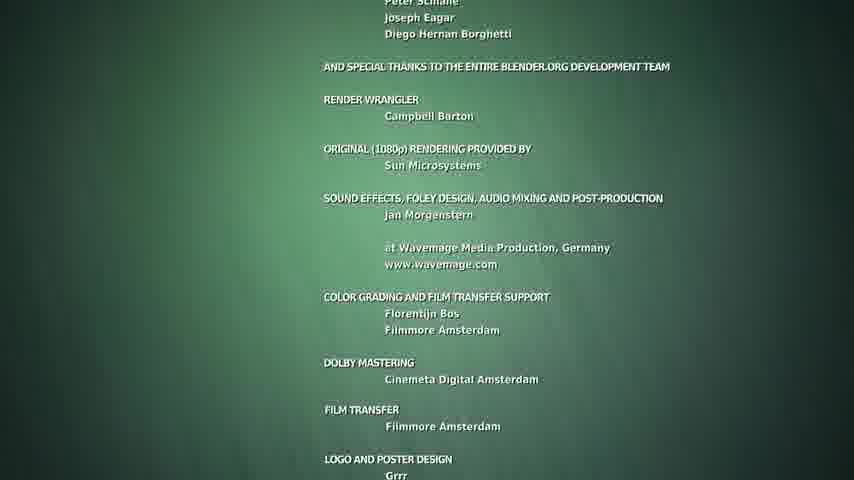 Peter Schlaile
Joseph Eagar
Diego Hernan Borghetti
AND SPECIAL THANKS TO THE ENTIRE BLENDER.ORG DEVELOPMENT TEAM
RENDER WRANGLER
Campbell Barton
ORIGINAL (1080p) RENDERING PROVIDED BY
Sun Microsystems
SOUND EFFECTS, FOLEY DESIGN, AUDIO MIXING AND POST-PRODUCTION
Jan Morgenstern
at Wavemage Media Production, Germany
www.wavemage.com
COLOR GRADING AND FILM TRANSFER SUPPORT
Florentijn Bos
Filmmore Amsterdam
DOLBY MASTERING
Cinemeta Digital Amsterdam
FILM TRANSFER
Filmmore Amsterdam
LOGO AND POSTER DESIGN
Grrr